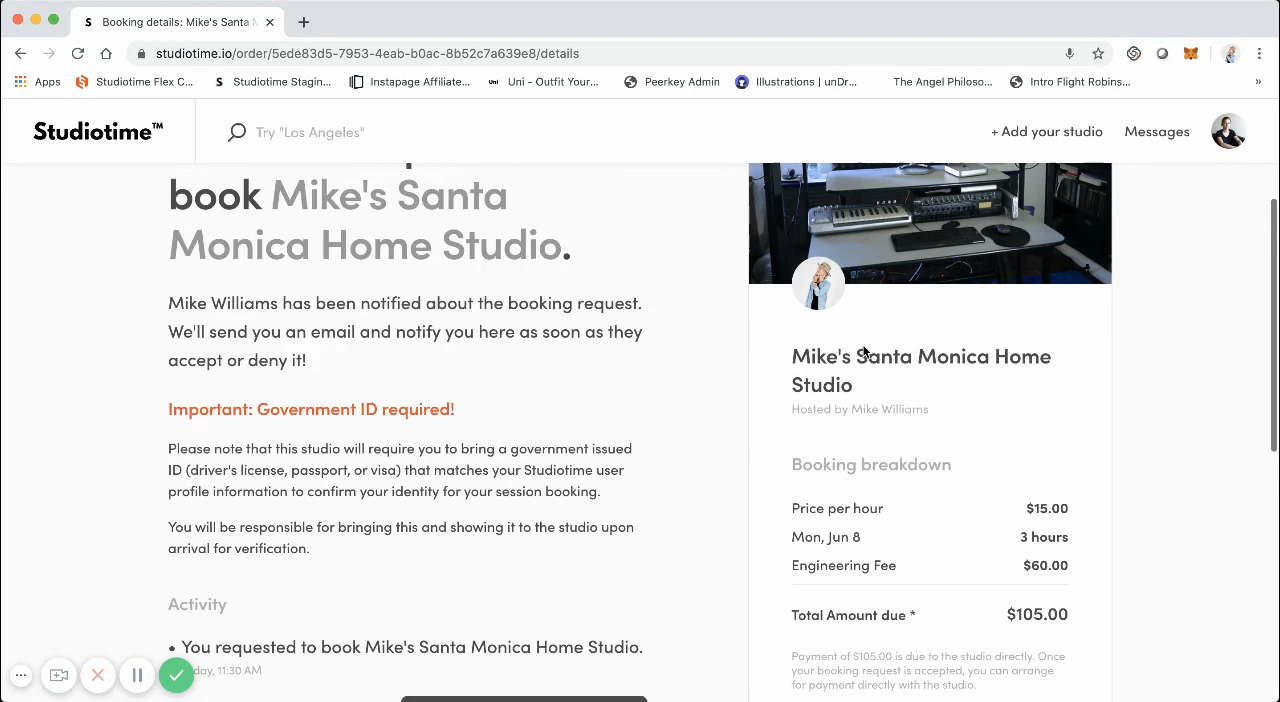 Booking details: Mike's Santa M
studiotime.io/order/5ede83d5-7953-4eab-b0ac-8b52c7a639e8/details
Apps
Studiotime Flex C...
S
Studiotime Stagin...
Instapage Affiliate...
Uni
Uni - Outfit Your...
Peerkey Admin
Illustrations | unDr...
The Angel Philoso...
Intro Flight Robins...
»
Studiotime™
Try "Los Angeles"
+ Add your studio
Messages
book Mike's Santa
Monica Home Studio.
Mike Williams has been notified about the booking request.
We'll send you an email and notify you here as soon as they
accept or deny it!
Important: Government ID required!
Please note that this studio will require you to bring a government issued
ID (driver's license, passport, or visa) that matches your Studiotime user
profile information to confirm your identity for your session booking.
You will be responsible for bringing this and showing it to the studio upon
arrival for verification.
Activity
• You requested to book Mike's Santa Monica Home Studio.
day, 11:30 AM
Mike's Santa Monica Home
Studio
Hosted by Mike Williams
Booking breakdown
Price per hour $15.00
Mon, Jun 8 3 hours
Engineering Fee $60.00
Total Amount due * $105.00
Payment of $105.00 is due to the studio directly. Once
your booking request is accepted, you can arrange
for payment directly with the studio.